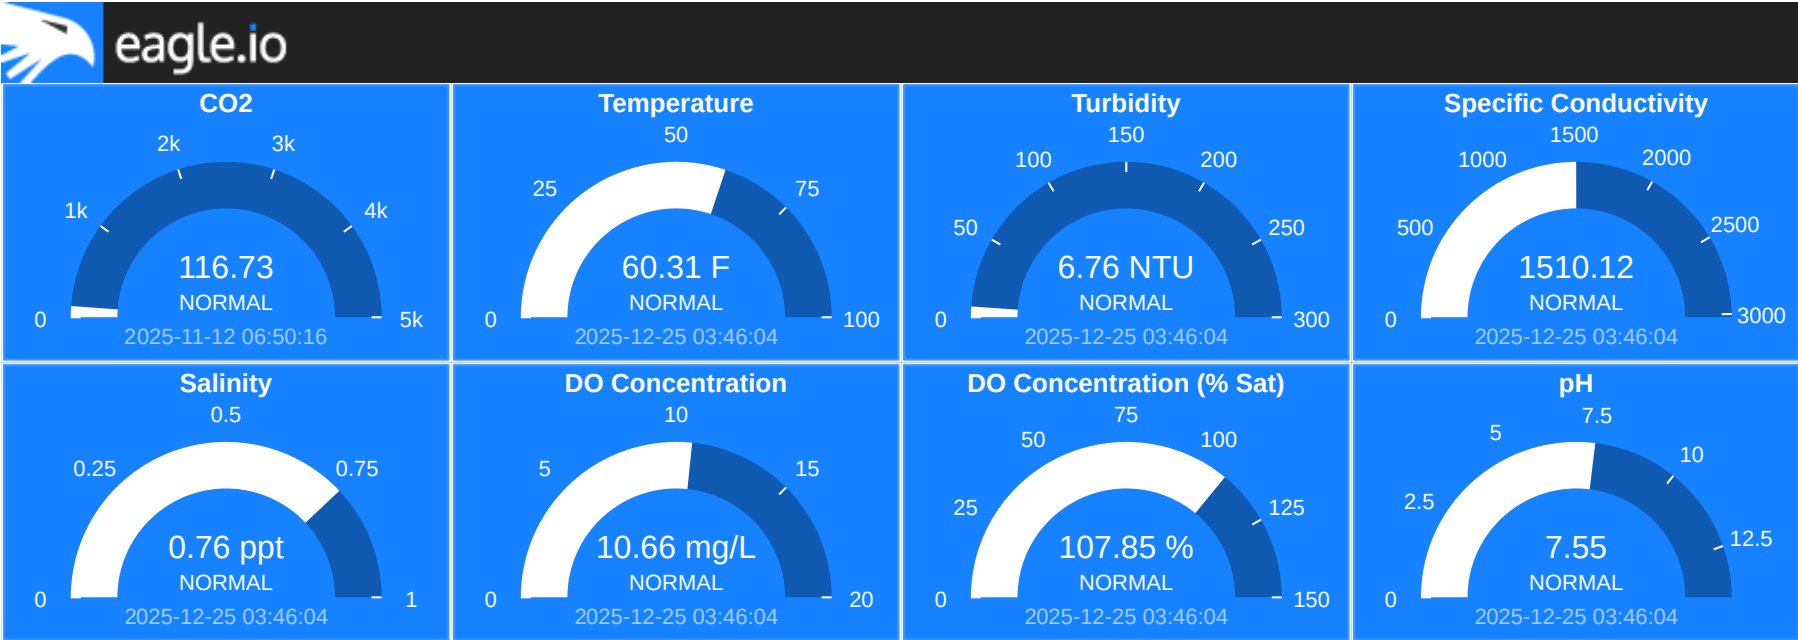 eagle.io
CO2
2k
3k
1k
4k
116.73
NORMAL
0
5k
2025-11-12 06:50:16
Temperature
50
25
75
60.31 F
NORMAL
0
100
2025-12-25 03:46:04
Turbidity
150
100
200
50
250
6.76 NTU
NORMAL
0
300
2025-12-25 03:46:04
Specific Conductivity
1500
1000
2000
500
2500
1510.12
NORMAL
0
3000
2025-12-25 03:46:04
Salinity
0.5
0.25
0.75
0.76 ppt
NORMAL
0
1
2025-12-25 03:46:04
DO Concentration
10
5
15
10.66 mg/L
NORMAL
0
20
2025-12-25 03:46:04
DO Concentration (% Sat)
75
50
100
25
125
107.85 %
NORMAL
0
150
2025-12-25 03:46:04
pH
7.5
5
10
2.5
12.5
7.55
NORMAL
0
2025-12-25 03:46:04